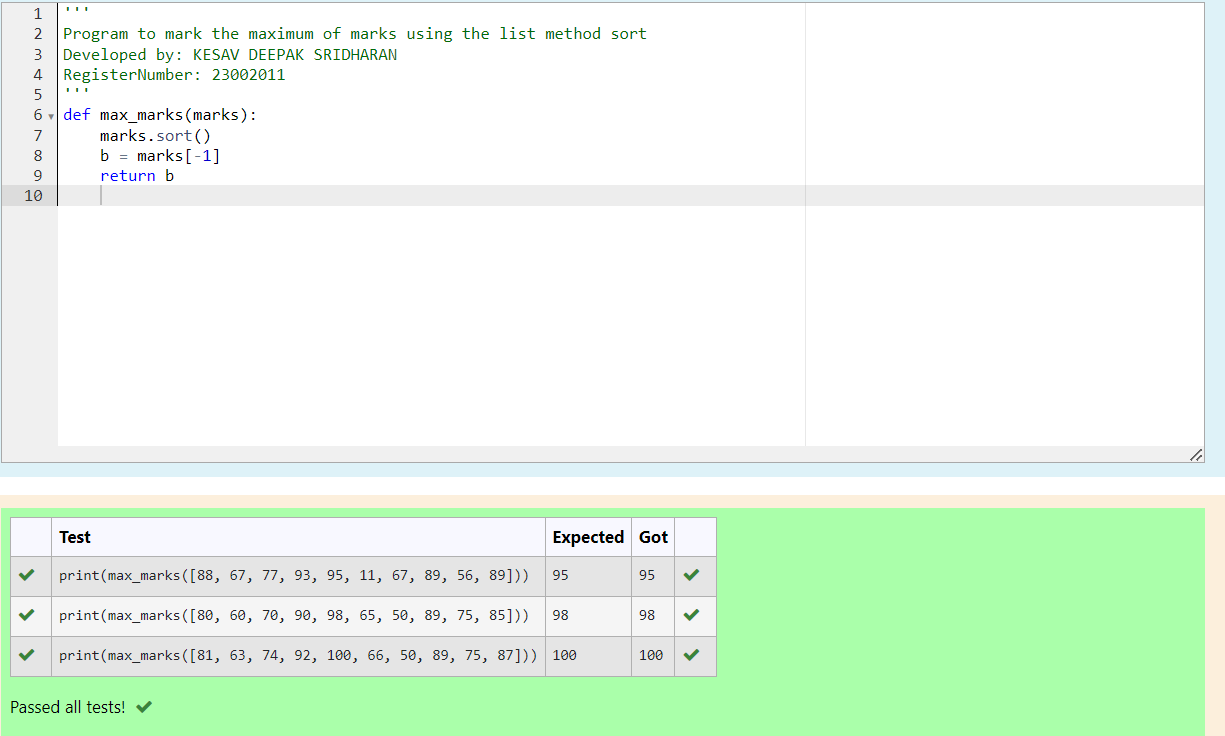 1 '''
2 Program to mark the maximum of marks using the list method sort
3 Developed by: KESAV DEEPAK SRIDHARAN
4 RegisterNumber: 23002011
5 '''
6 def max_marks(marks):
7     marks.sort()
8     b = marks[-1]
9     return b
10
Test Expected Got
print(max_marks([88, 67, 77, 93, 95, 11, 67, 89, 56, 89])) 95 95
print(max_marks([80, 60, 70, 90, 98, 65, 50, 89, 75, 85])) 98 98
print(max_marks([81, 63, 74, 92, 100, 66, 50, 89, 75, 87])) 100 100
Passed all tests!